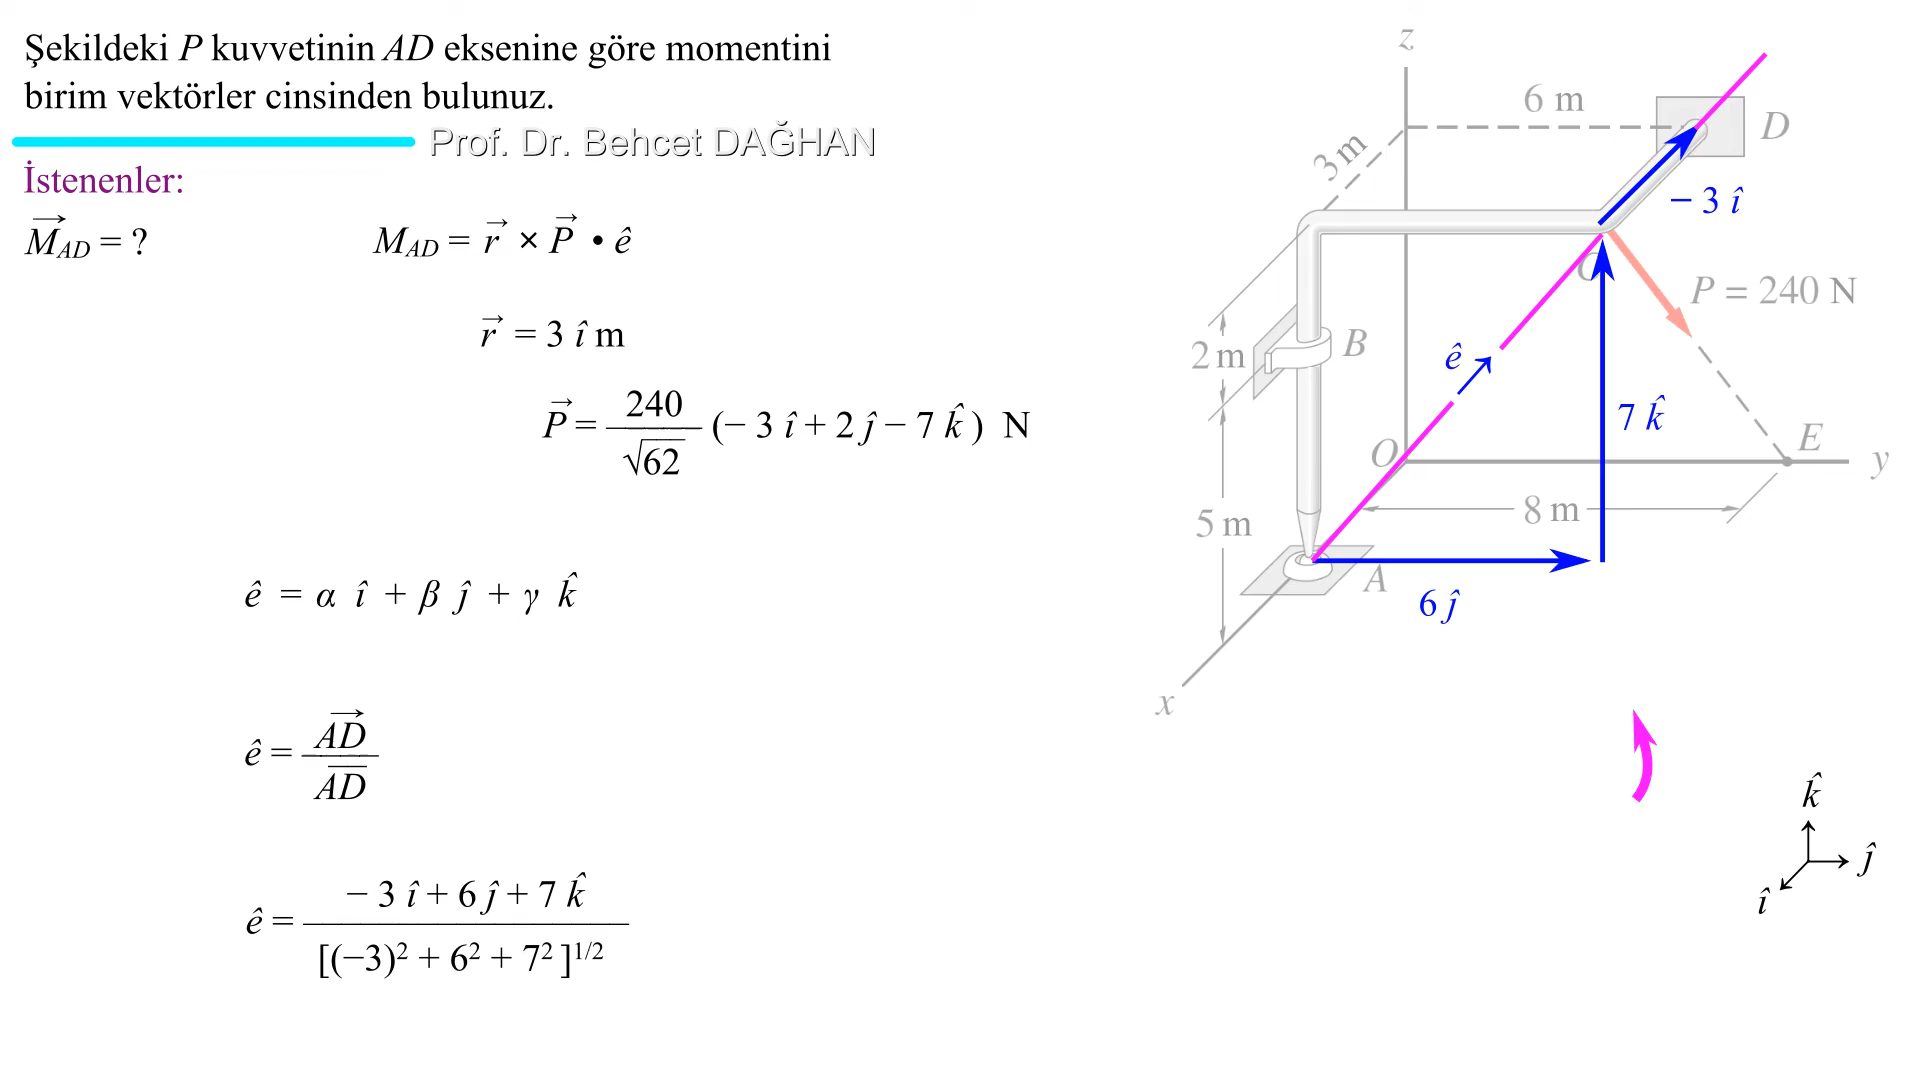 Şekildeki P kuvvetinin AD eksenine göre momentini
birim vektörler cinsinden bulunuz.
Prof. Dr. Behcet DAĞHAN
İstenenler:
M⃗_AD = ?
M_AD = r⃗ × P⃗ • ê
r⃗ = 3 î m
P⃗ = 240/√62 (− 3 î + 2 ĵ − 7 k̂ ) N
ê = α î + β ĵ + γ k̂
ê = AD⃗ / A̅D̅
ê = (− 3 î + 6 ĵ + 7 k̂) / [(−3)² + 6² + 7² ]^1/2
z
6 m
D
3 m
− 3 î
C
P = 240 N
2 m
B
ê
7 k̂
O
E
y
8 m
5 m
A
6 ĵ
x
k̂
ĵ
î